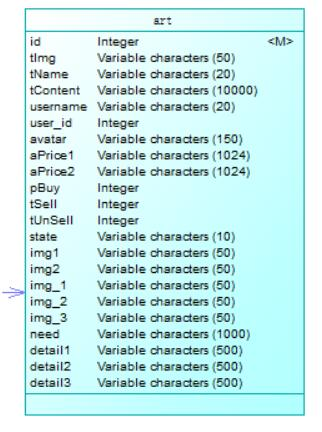 art
id Integer <M>
tImg Variable characters (50)
tName Variable characters (20)
tContent Variable characters (10000)
username Variable characters (20)
user_id Integer
avatar Variable characters (150)
aPrice1 Variable characters (1024)
aPrice2 Variable characters (1024)
pBuy Integer
tSell Integer
tUnSell Integer
state Variable characters (10)
img1 Variable characters (50)
img2 Variable characters (50)
img_1 Variable characters (50)
img_2 Variable characters (50)
img_3 Variable characters (50)
need Variable characters (1000)
detail1 Variable characters (500)
detail2 Variable characters (500)
detail3 Variable characters (500)